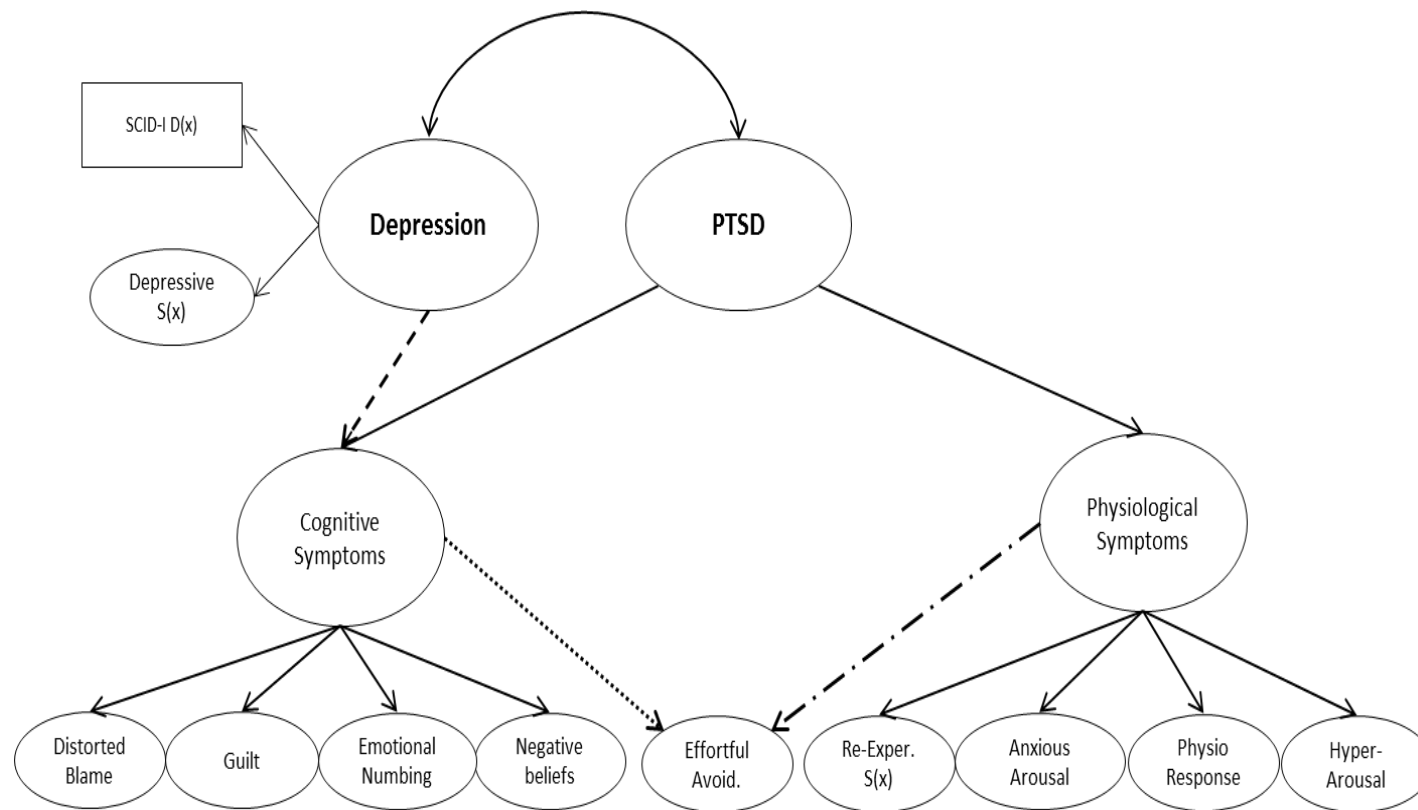 SCID-I D(x)
Depression
PTSD
Depressive
S(x)
Cognitive
Symptoms
Physiological
Symptoms
Distorted
Blame
Guilt
Emotional
Numbing
Negative
beliefs
Effortful
Avoid.
Re-Exper.
S(x)
Anxious
Arousal
Physio
Response
Hyper-
Arousal